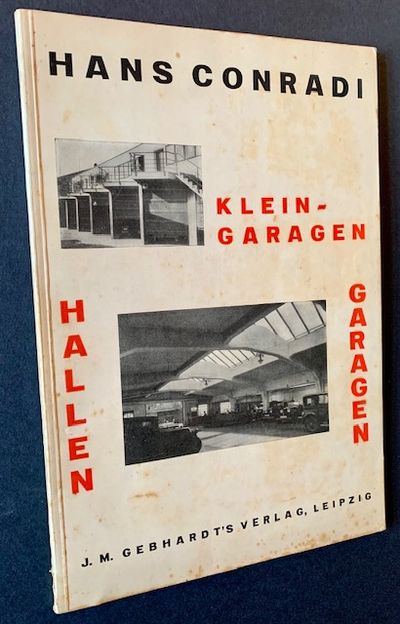 HANS CONRADI
KLEIN-
GARAGEN
HALLEN
GARAGEN
J. M. GEBHARDT'S VERLAG, LEIPZIG